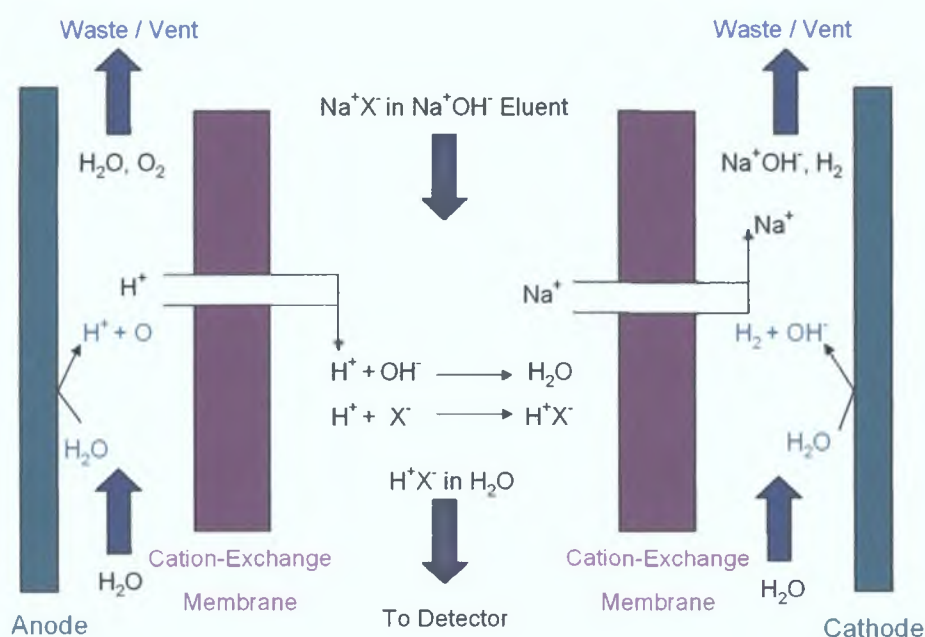 Waste / Vent
Waste / Vent
Na⁺X⁻ in Na⁺OH⁻ Eluent
H₂O, O₂
Na⁺OH⁻, H₂
Na⁺
H⁺
Na⁺
H⁺ + O
H₂ + OH⁻
H⁺ + OH⁻ → H₂O
H⁺ + X⁻ → H⁺X⁻
H₂O
H₂O
H⁺X⁻ in H₂O
H₂O
Cation-Exchange
Membrane
Cation-Exchange
Membrane
H₂O
To Detector
Anode
Cathode